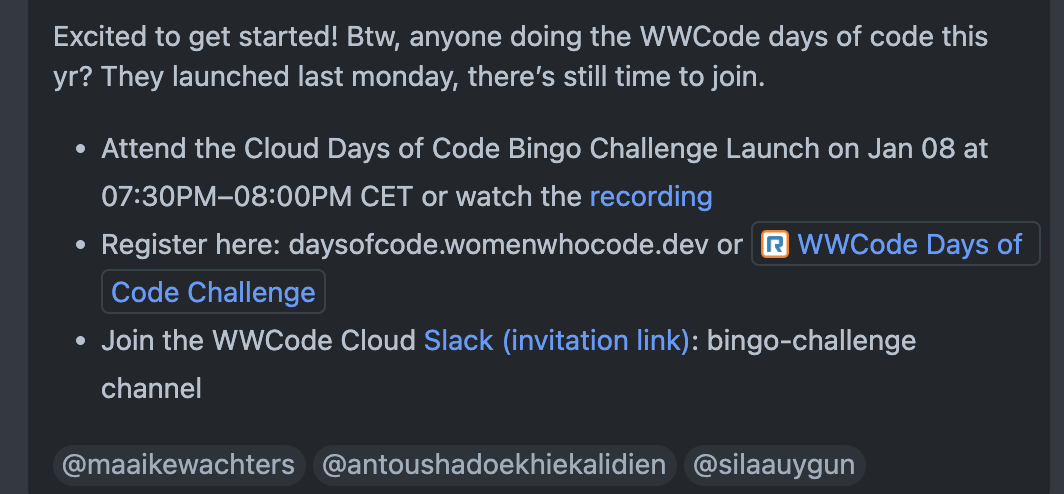 Excited to get started! Btw, anyone doing the WWCode days of code this
yr? They launched last monday, there’s still time to join.
• Attend the Cloud Days of Code Bingo Challenge Launch on Jan 08 at
07:30PM–08:00PM CET or watch the recording
• Register here: daysofcode.womenwhocode.dev or WWCode Days of
Code Challenge
• Join the WWCode Cloud Slack (invitation link): bingo-challenge
channel
@maaikewachters @antoushadoekhiekalidien @silaauygun